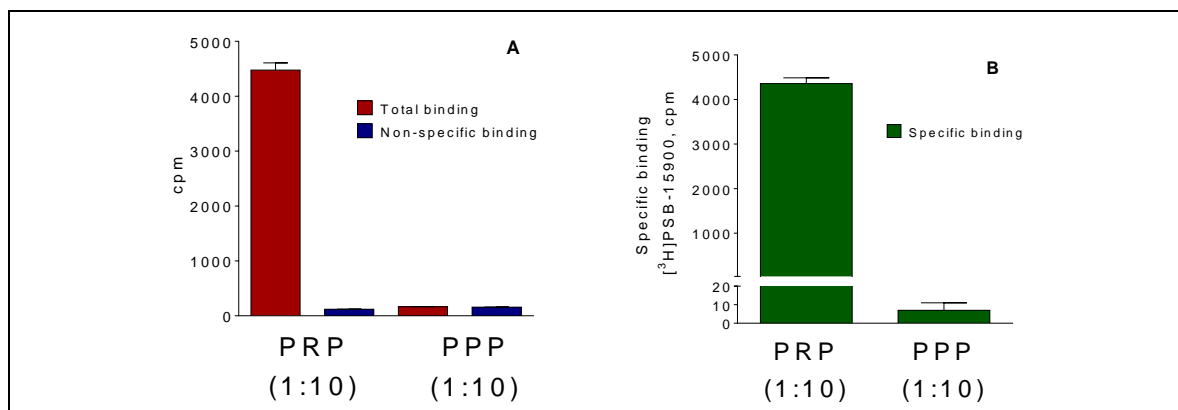 A
5000
4000
3000
2000
1000
0
cpm
Total binding
Non-specific binding
PRP
(1:10)
PPP
(1:10)
B
5000
4000
3000
2000
1000
20
10
0
Specific binding
[³H]PSB-15900, cpm
Specific binding
PRP
(1:10)
PPP
(1:10)